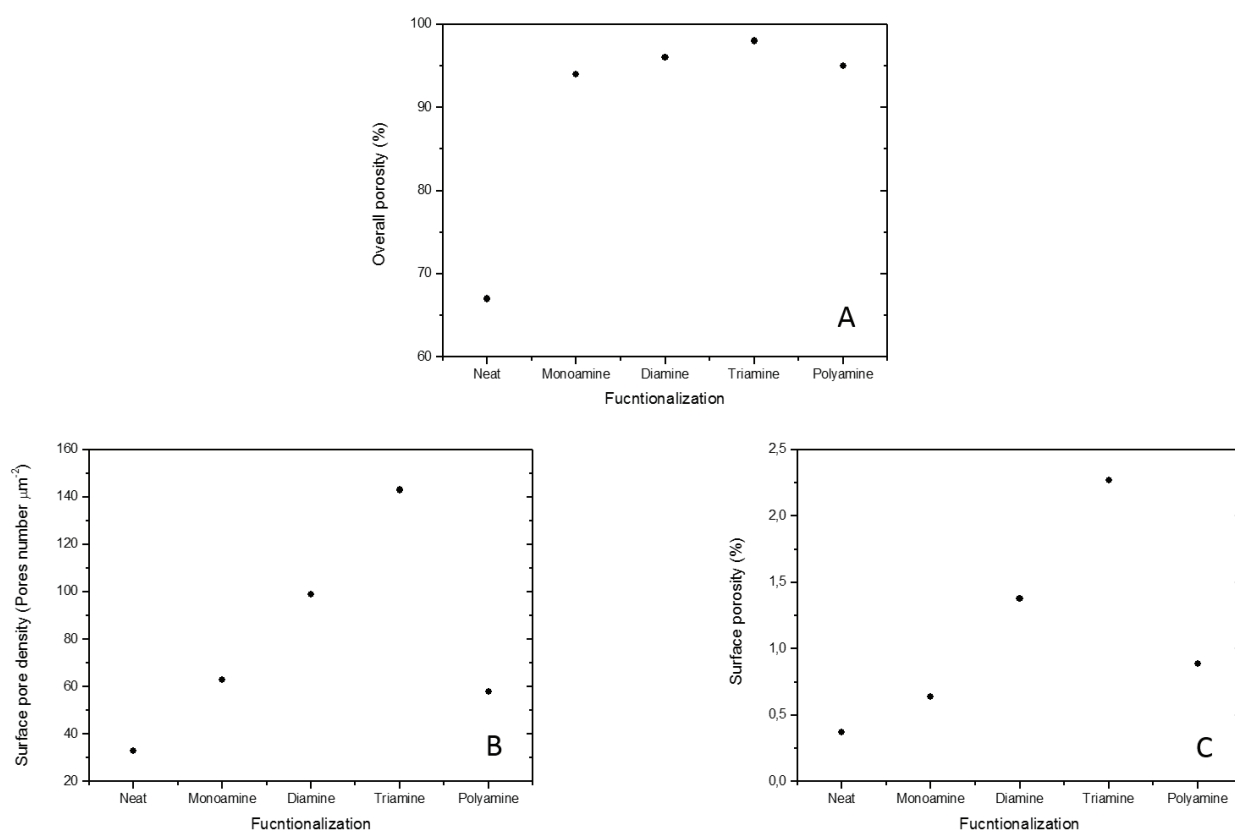 100
90
80
70
60
Overall porosity (%)
A
Neat Monoamine Diamine Triamine Polyamine
Fucntionalization
160
140
120
100
80
60
40
20
Surface pore density (Pores number μm-2)
B
Neat Monoamine Diamine Triamine Polyamine
Fucntionalization
2,5
2,0
1,5
1,0
0,5
0,0
Surface porosity (%)
C
Neat Monoamine Diamine Triamine Polyamine
Fucntionalization